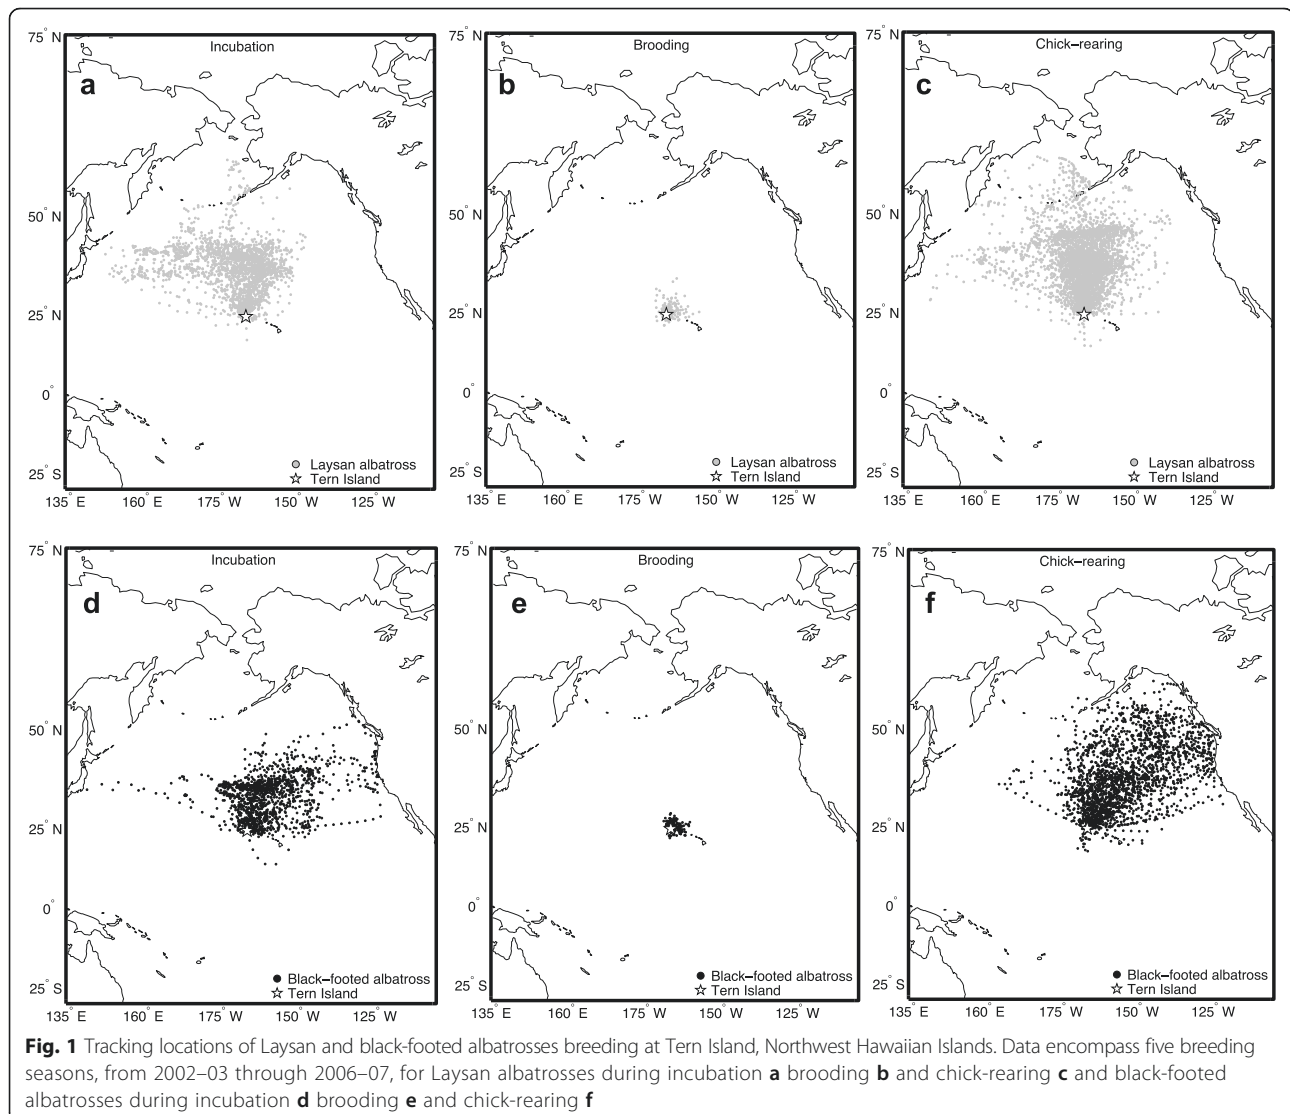 75° N
Incubation
a
50° N
25° N
0°
25° S
Laysan albatross
Tern Island
135° E
160° E
175° W
150° W
125° W
75° N
Brooding
b
50° N
25° N
0°
25° S
Laysan albatross
Tern Island
135° E
160° E
175° W
150° W
125° W
75° N
Chick–rearing
c
50° N
25° N
0°
25° S
Laysan albatross
Tern Island
135° E
160° E
175° W
150° W
125° W
75° N
Incubation
d
50° N
25° N
0°
25° S
Black–footed albatross
Tern Island
135° E
160° E
175° W
150° W
125° W
75° N
Brooding
e
50° N
25° N
0°
25° S
Black–footed albatross
Tern Island
135° E
160° E
175° W
150° W
125° W
75° N
Chick–rearing
f
50° N
25° N
0°
25° S
Black–footed albatross
Tern Island
135° E
160° E
175° W
150° W
125° W
Fig. 1 Tracking locations of Laysan and black-footed albatrosses breeding at Tern Island, Northwest Hawaiian Islands. Data encompass five breeding
seasons, from 2002–03 through 2006–07, for Laysan albatrosses during incubation a brooding b and chick-rearing c and black-footed
albatrosses during incubation d brooding e and chick-rearing f